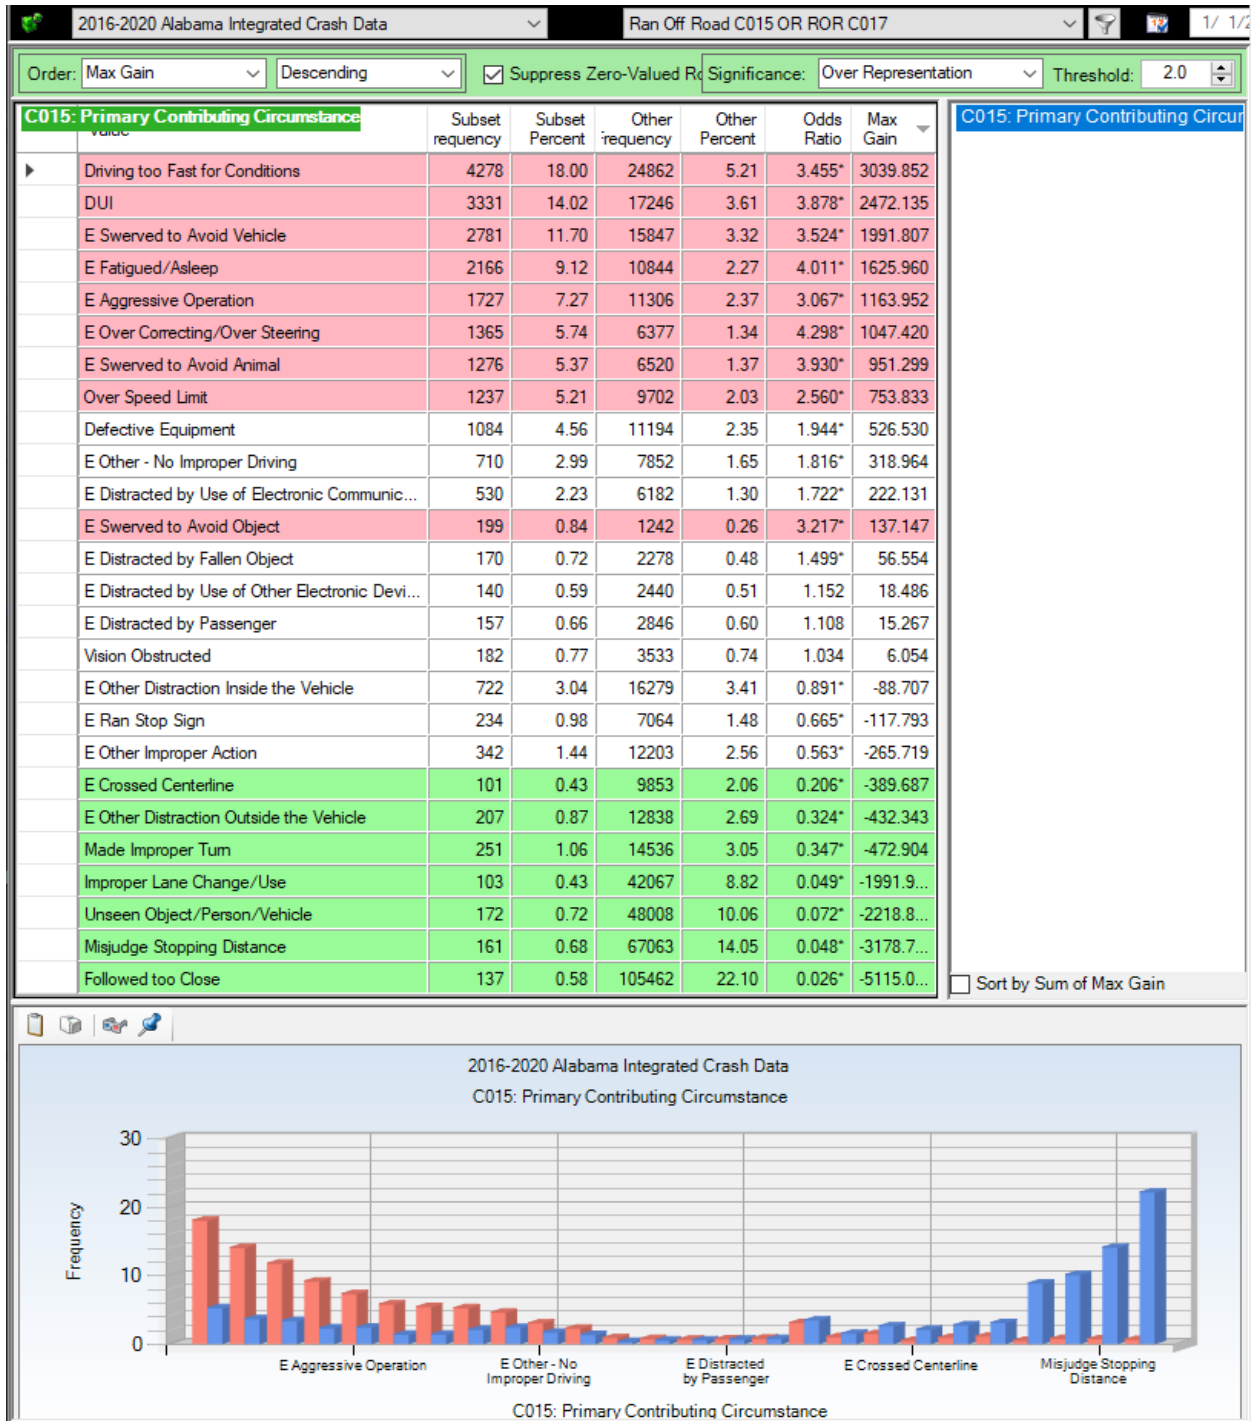 2016-2020 Alabama Integrated Crash Data Ran Off Road C015 OR ROR C017 1/ 1/2
Order: Max Gain Descending Suppress Zero-Valued Ro Significance: Over Representation Threshold: 2.0
C015: Primary Contributing Circumstance Subset Subset Other Other Odds Max C015: Primary Contributing Circum
requency Percent requency Percent Ratio Gain
Driving too Fast for Conditions 4278 18.00 24862 5.21 3.455* 3039.852
DUI 3331 14.02 17246 3.61 3.878* 2472.135
E Swerved to Avoid Vehicle 2781 11.70 15847 3.32 3.524* 1991.807
E Fatigued/Asleep 2166 9.12 10844 2.27 4.011* 1625.960
E Aggressive Operation 1727 7.27 11306 2.37 3.067* 1163.952
E Over Correcting/Over Steering 1365 5.74 6377 1.34 4.298* 1047.420
E Swerved to Avoid Animal 1276 5.37 6520 1.37 3.930* 951.299
Over Speed Limit 1237 5.21 9702 2.03 2.560* 753.833
Defective Equipment 1084 4.56 11194 2.35 1.944* 526.530
E Other - No Improper Driving 710 2.99 7852 1.65 1.816* 318.964
E Distracted by Use of Electronic Communic... 530 2.23 6182 1.30 1.722* 222.131
E Swerved to Avoid Object 199 0.84 1242 0.26 3.217* 137.147
E Distracted by Fallen Object 170 0.72 2278 0.48 1.499* 56.554
E Distracted by Use of Other Electronic Devi... 140 0.59 2440 0.51 1.152 18.486
E Distracted by Passenger 157 0.66 2846 0.60 1.108 15.267
Vision Obstructed 182 0.77 3533 0.74 1.034 6.054
E Other Distraction Inside the Vehicle 722 3.04 16279 3.41 0.891* -88.707
E Ran Stop Sign 234 0.98 7064 1.48 0.665* -117.793
E Other Improper Action 342 1.44 12203 2.56 0.563* -265.719
E Crossed Centerline 101 0.43 9853 2.06 0.206* -389.687
E Other Distraction Outside the Vehicle 207 0.87 12838 2.69 0.324* -432.343
Made Improper Turn 251 1.06 14536 3.05 0.347* -472.904
Improper Lane Change/Use 103 0.43 42067 8.82 0.049* -1991.9...
Unseen Object/Person/Vehicle 172 0.72 48008 10.06 0.072* -2218.8...
Misjudge Stopping Distance 161 0.68 67063 14.05 0.048* -3178.7...
Followed too Close 137 0.58 105462 22.10 0.026* -5115.0...
Sort by Sum of Max Gain
2016-2020 Alabama Integrated Crash Data
C015: Primary Contributing Circumstance
30
20
10
0
Frequency
E Aggressive Operation
E Other - No
Improper Driving
E Distracted
by Passenger
E Crossed Centerline
Misjudge Stopping
Distance
C015: Primary Contributing Circumstance